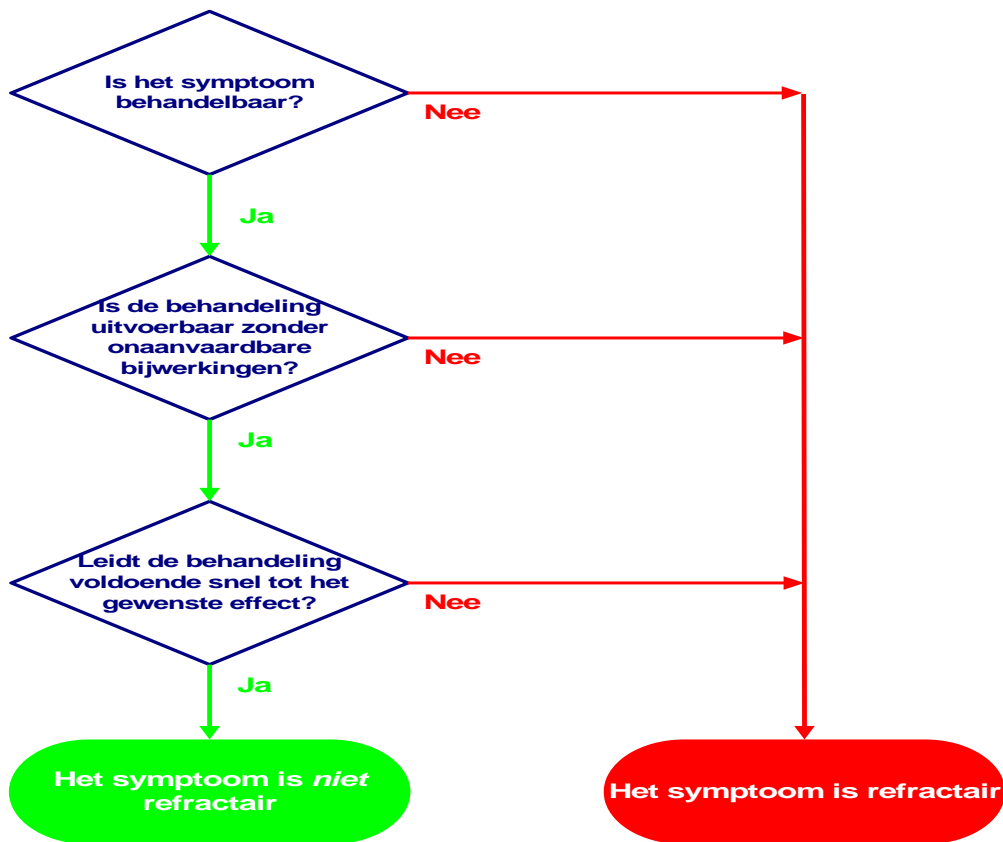 Is het symptoom
behandelbaar?
Nee
Ja
Is de behandeling
uitvoerbaar zonder
onaanvaardbare
bijwerkingen?
Nee
Ja
Leidt de behandeling
voldoende snel tot het
gewenste effect?
Nee
Ja
Het symptoom is niet
refractair
Het symptoom is refractair